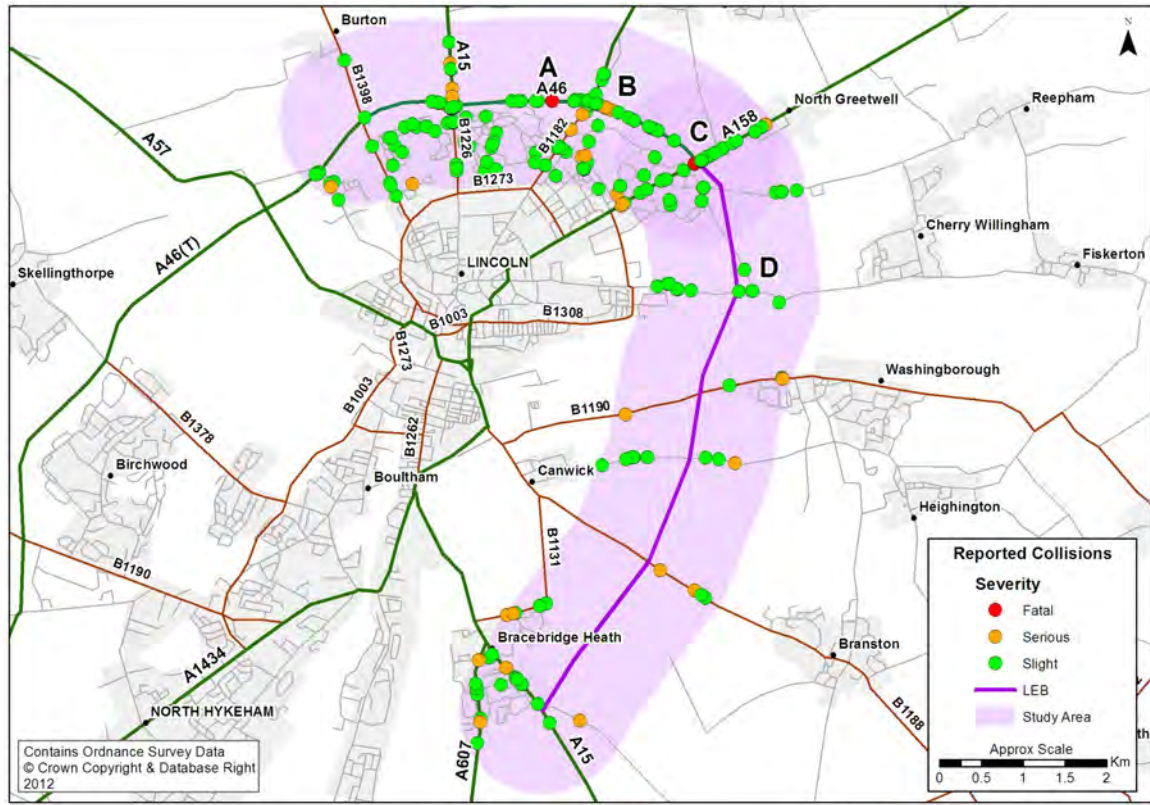 Burton
N
A15
A
A46
B
B1398
North Greetwell
Reepham
A57
B1226
B1182
C
A158
B1273
A46(T)
Cherry Willingham
Skellingthorpe
LINCOLN
D
Fiskerton
B1003
B1308
B1273
Washingborough
B1003
B1190
B1378
B1262
Birchwood
Boultham
Canwick
Heighington
B1131
B1190
Reported Collisions
Severity
Fatal
Serious
Slight
LEB
Study Area
Approx Scale
0 0.5 1 2 Km
Bracebridge Heath
Branston
A1434
NORTH HYKEHAM
B1188
A15
A607
Contains Ordnance Survey Data
© Crown Copyright & Database Right
2012